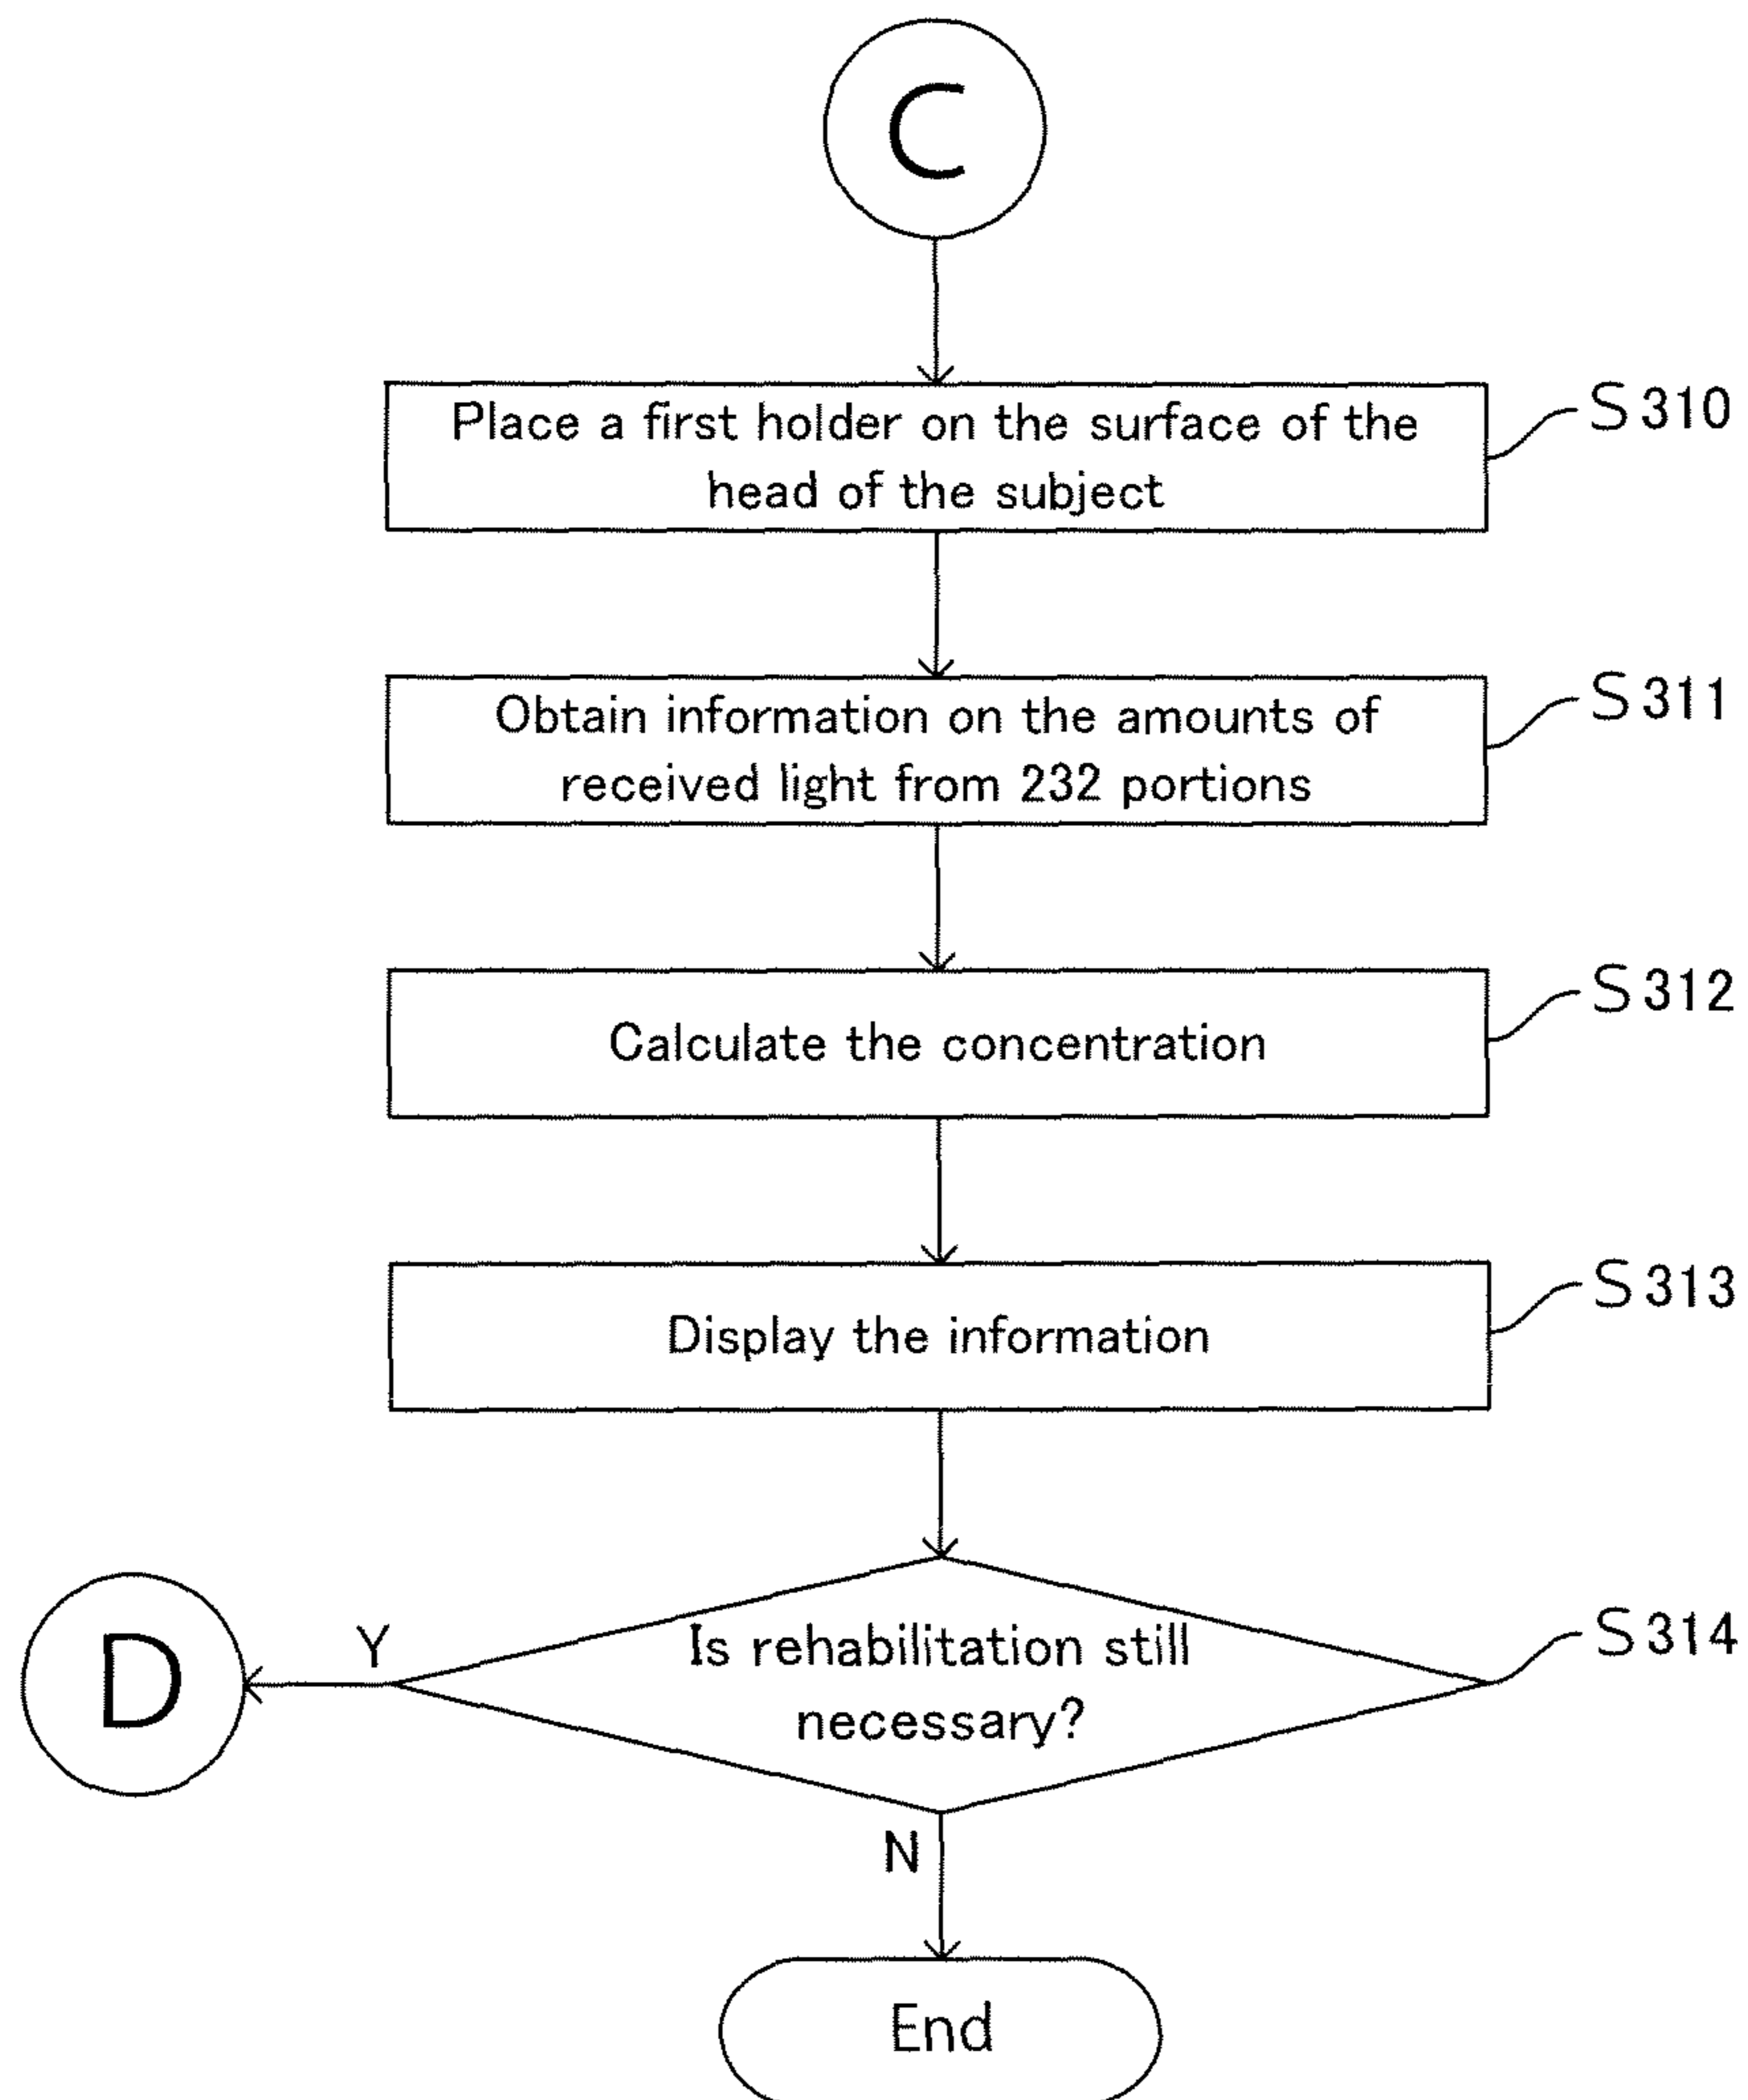 C
Place a first holder on the surface of the
head of the subject
S310
Obtain information on the amounts of
received light from 232 portions
S311
Calculate the concentration
S312
Display the information
S313
Is rehabilitation still
necessary?
S314
Y
D
N
End